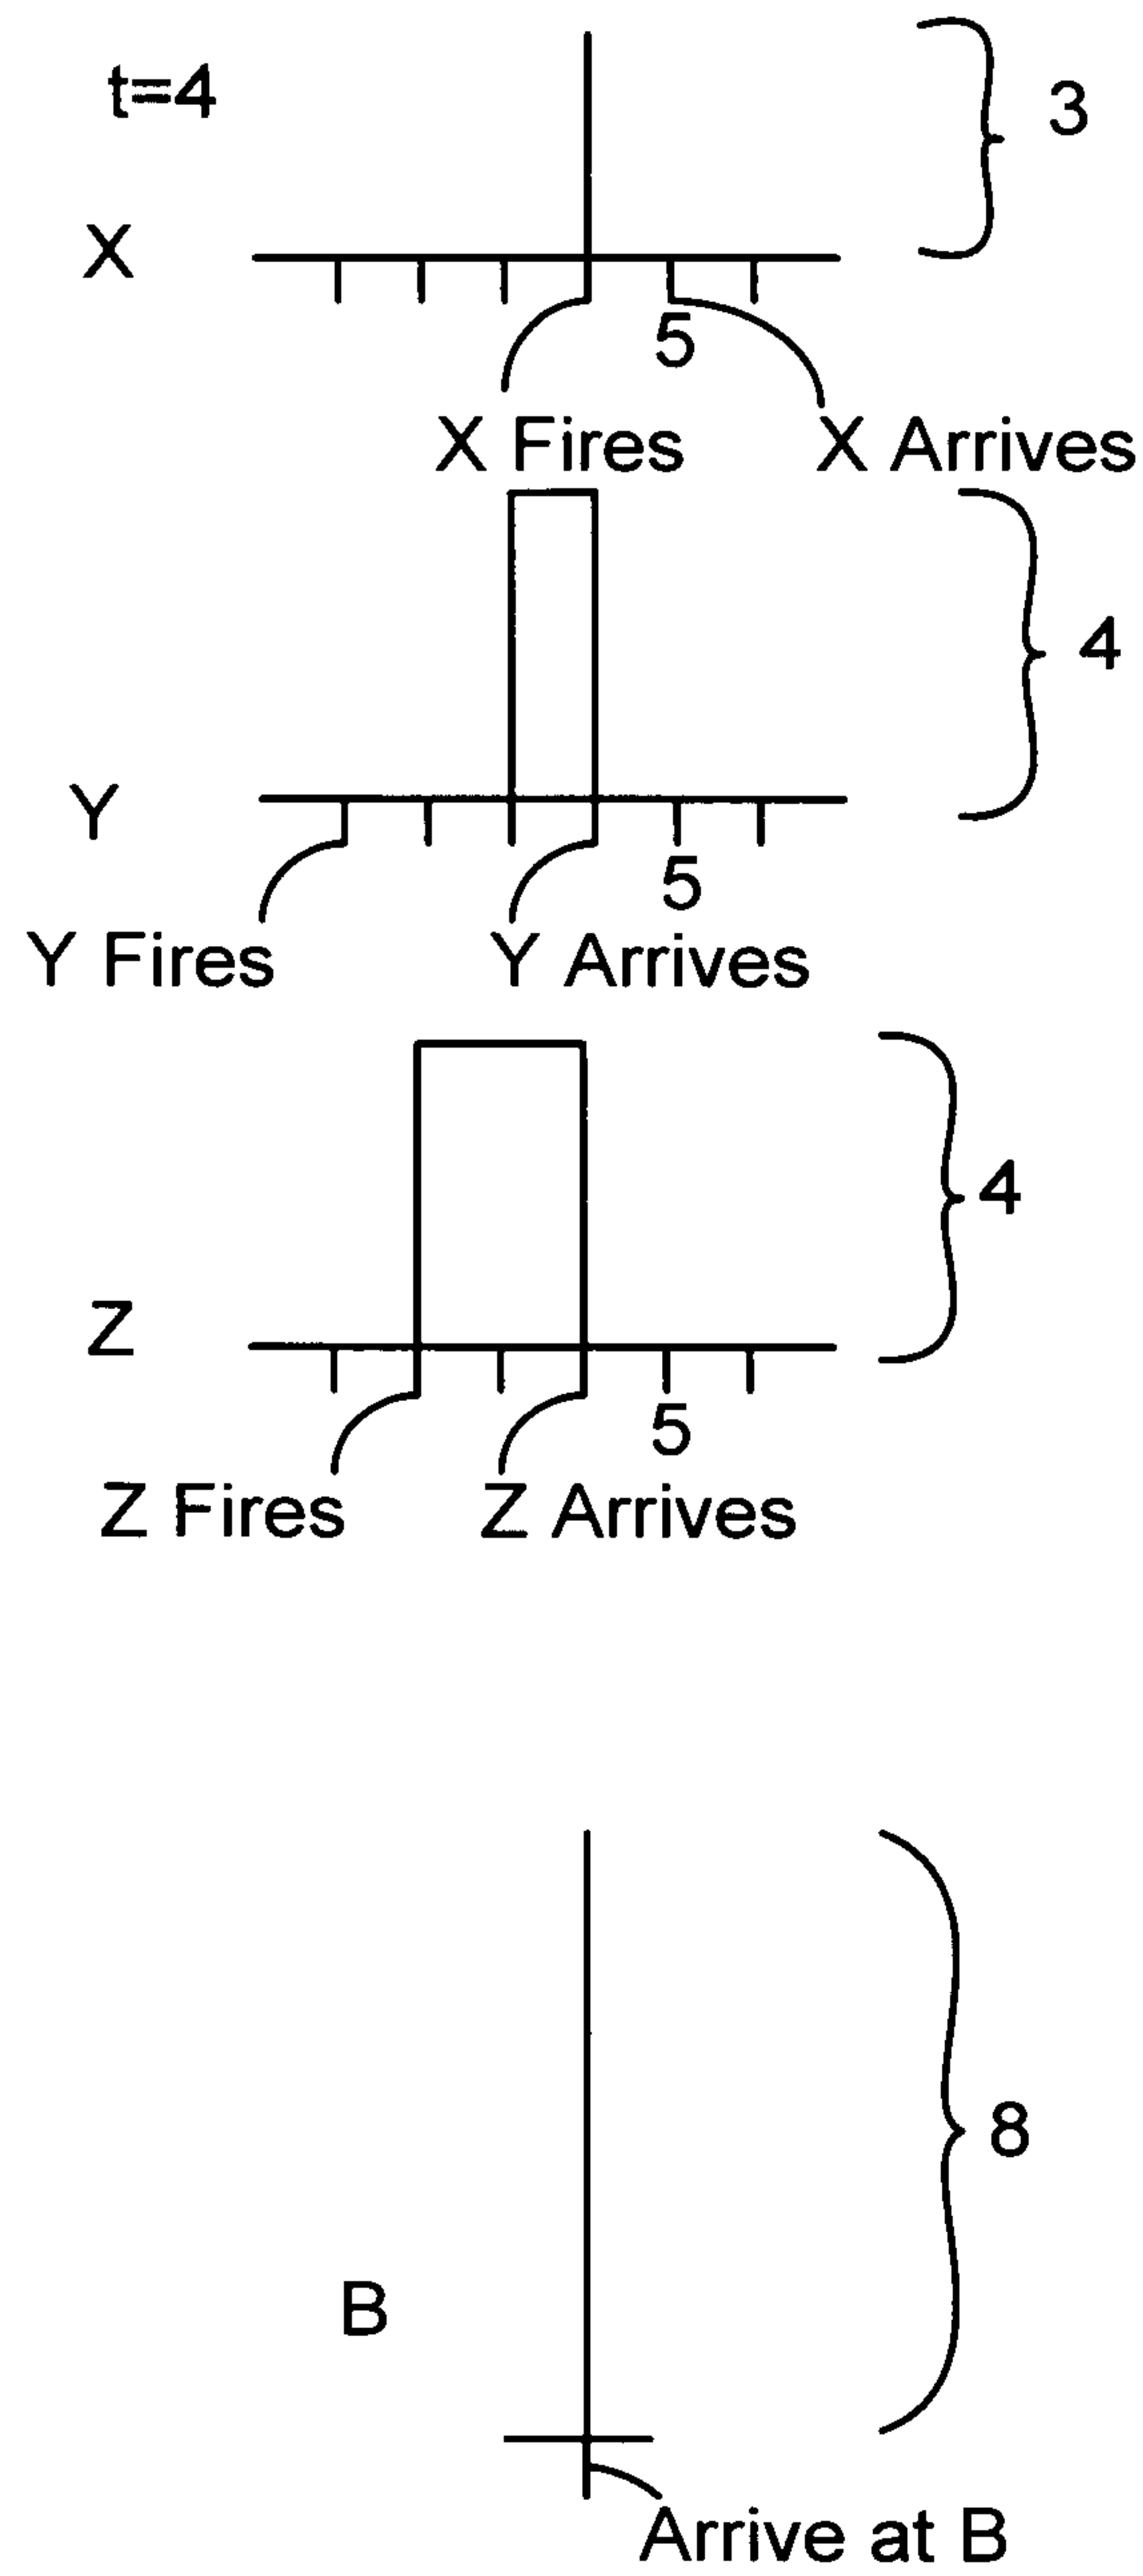 t=4
3
X
5
X Fires
X Arrives
4
Y
5
Y Fires
Y Arrives
4
Z
5
Z Fires
Z Arrives
8
B
Arrive at B